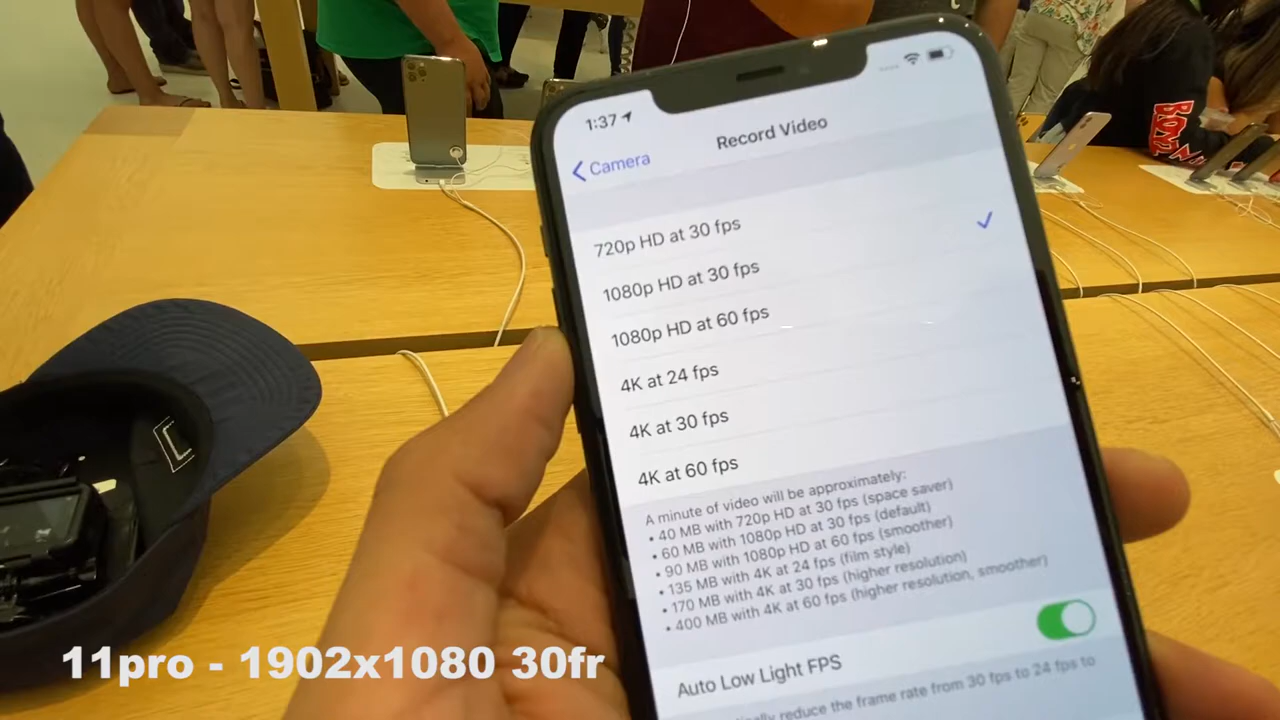 1:37
Record Video
Camera
720p HD at 30 fps
1080p HD at 30 fps
1080p HD at 60 fps
4K at 24 fps
4K at 30 fps
4K at 60 fps
A minute of video will be approximately:
• 40 MB with 720p HD at 30 fps (space saver)
• 60 MB with 1080p HD at 30 fps (default)
• 90 MB with 1080p HD at 60 fps (smoother)
• 135 MB with 4K at 24 fps (film style)
• 170 MB with 4K at 30 fps (higher resolution)
• 400 MB with 4K at 60 fps (higher resolution, smoother)
Auto Low Light FPS
reduce the frame rate from 30 fps to 24 fps to
11pro - 1902x1080 30fr